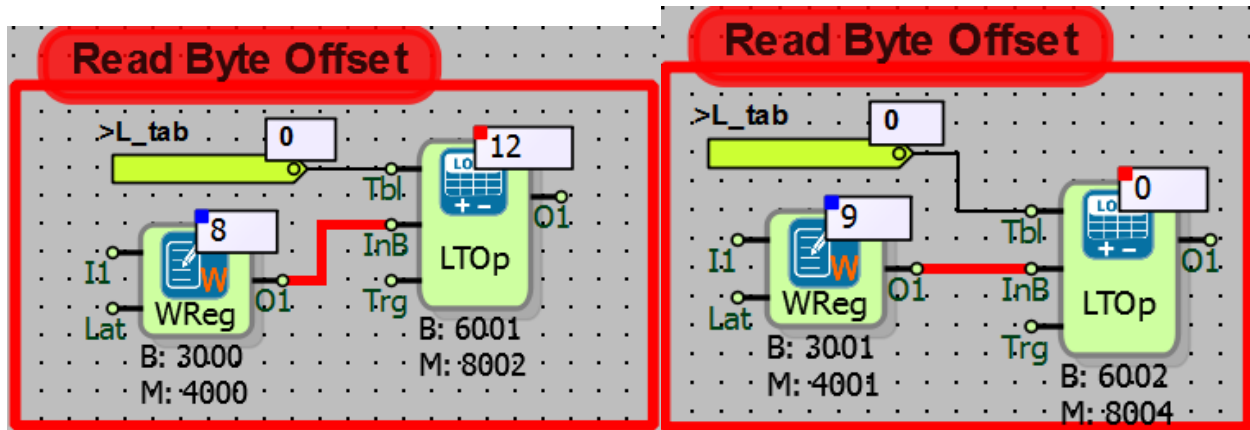 Read Byte Offset
>L_tab
0
12
LO
Tbl
+ -
O1
8
InB
LTOp
I1
W
O1
WReg
Trg
Lat
B: 6001
B: 3000
M: 8002
M: 4000
Read Byte Offset
>L_tab
0
0
LO
Tbl
+ -
O1
9
I1
W
O1
InB
LTOp
WReg
Lat
Trg
B: 3001
B: 6002
M: 4001
M: 8004